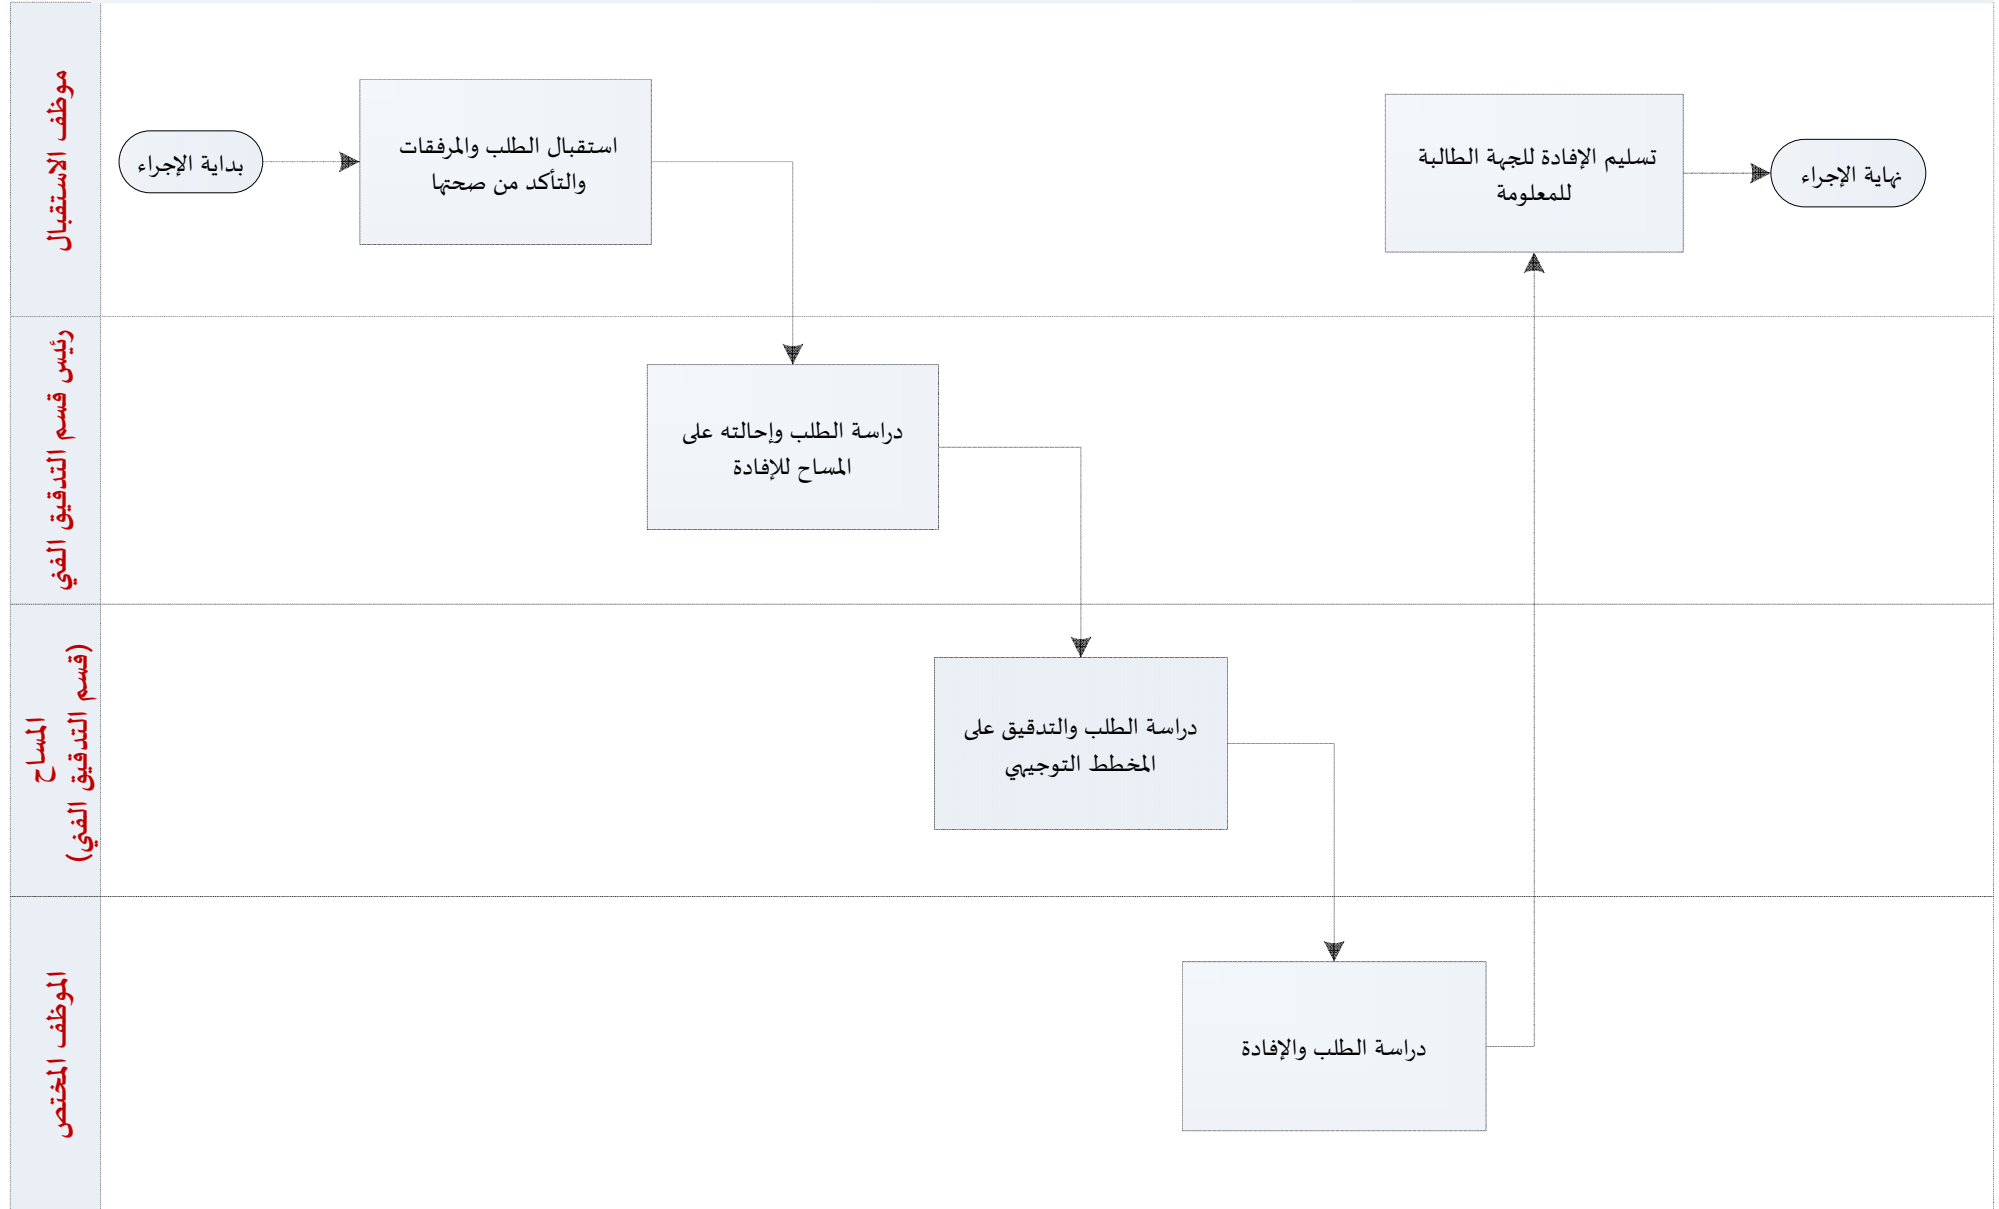 موظف الاستقبال
بداية الإجراء
استقبال الطلب والمرفقات
والتأكد من صحتها
تسليم الإفادة للجهة الطالبة
للمعلومة
نهاية الإجراء
رئيس قسم التدقيق الفني
دراسة الطلب وإحالته على
المساح للإفادة
المساح
(قسم التدقيق الفني)
دراسة الطلب والتدقيق على
المخطط التوجيهي
الموظف المختص
دراسة الطلب والإفادة